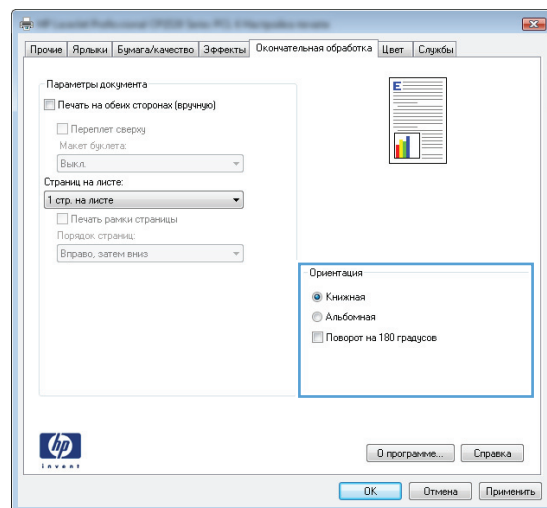 Прочие Ярлыки Бумага/качество Эффекты Окончательная обработка Цвет Службы
Параметры документа
Печать на обеих сторонах (вручную)
Переплет сверху
Макет буклета:
Выкл.
Страниц на листе:
1 стр. на листе
Печать рамки страницы
Порядок страниц:
Вправо, затем вниз
E
Ориентация
Книжная
Альбомная
Поворот на 180 градусов
hp
invent
О программе... Справка
OK Отмена Применить